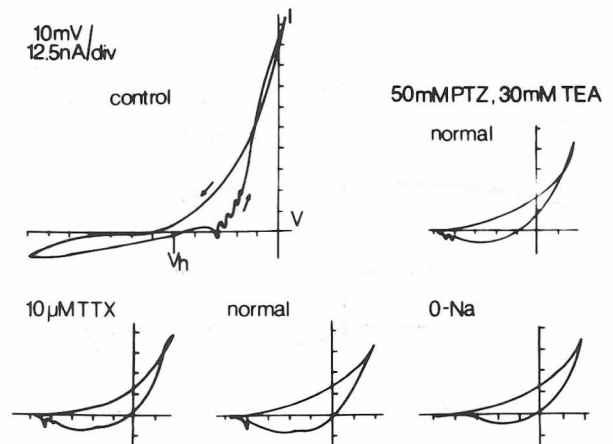 10mV/
12.5nA/div
I
control
V
Vh
50mMPTZ, 30mM TEA
normal
10μMTTX
normal
0-Na